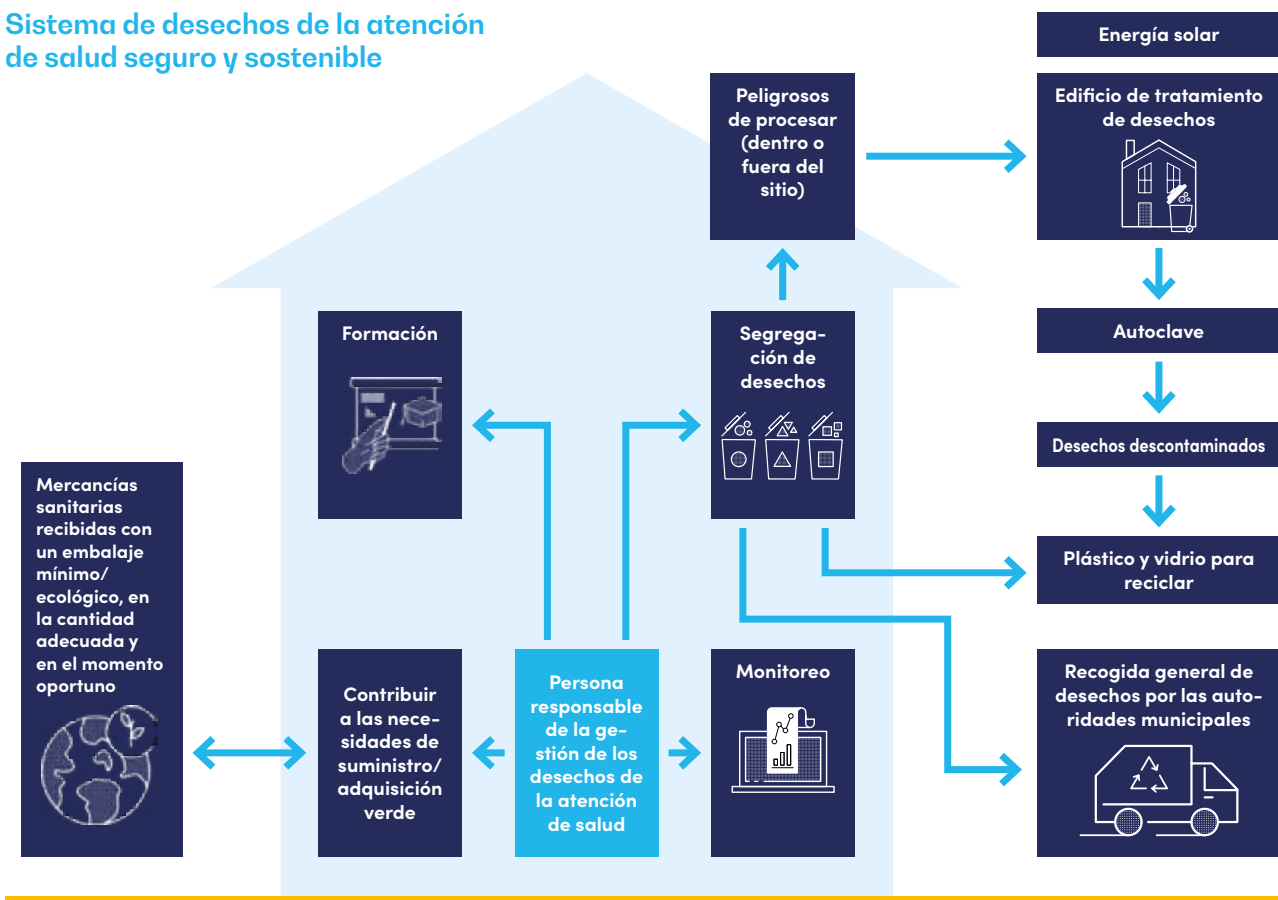 Sistema de desechos de la atención
de salud seguro y sostenible
Energía solar
Peligrosos
de procesar
(dentro o
fuera del
sitio)
Edificio de tratamiento
de desechos
Formación
Segrega-
ción de
desechos
Autoclave
Desechos descontaminados
Mercancías
sanitarias
recibidas con
un embalaje
mínimo/
ecológico, en
la cantidad
adecuada y
en el momento
oportuno
Plástico y vidrio para
reciclar
Contribuir
a las nece-
sidades de
suministro/
adquisición
verde
Persona
responsable
de la ge-
stión de los
desechos de
la atención
de salud
Monitoreo
Recogida general de
desechos por las auto-
ridades municipales